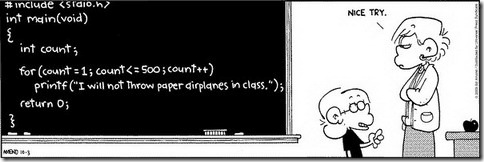 #include <stdio.h>
int main(void)
{
int count;
for (count = 1; count <= 500; count++)
printf("I will not throw paper airplanes in class.");
return 0;
}
NICE TRY.
AMEND 10-3